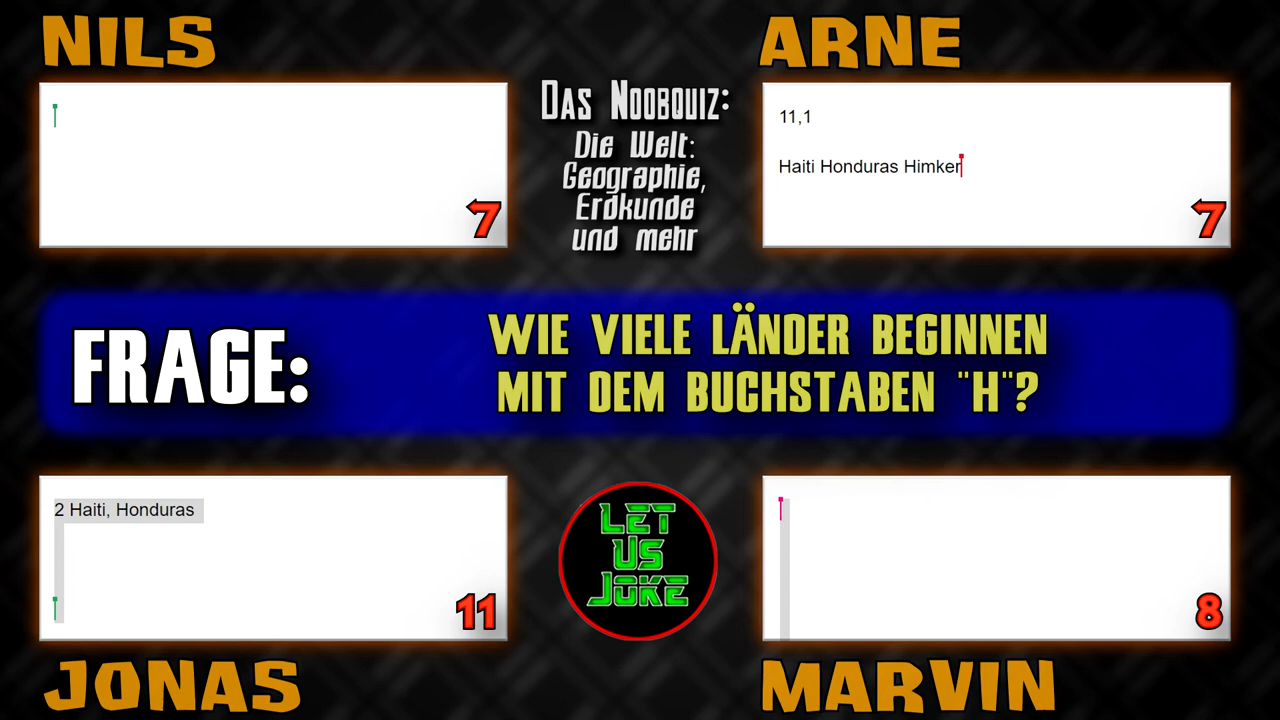 NILS
ARNE
DAS NOOBQUIZ:
Die Welt:
Geographie,
Erdkunde
und mehr
11,1
Haiti Honduras Himker
7
7
FRAGE:
WIE VIELE LÄNDER BEGINNEN
MIT DEM BUCHSTABEN "H"?
2 Haiti, Honduras
11
LET
US
JOKE
8
JONAS
MARVIN